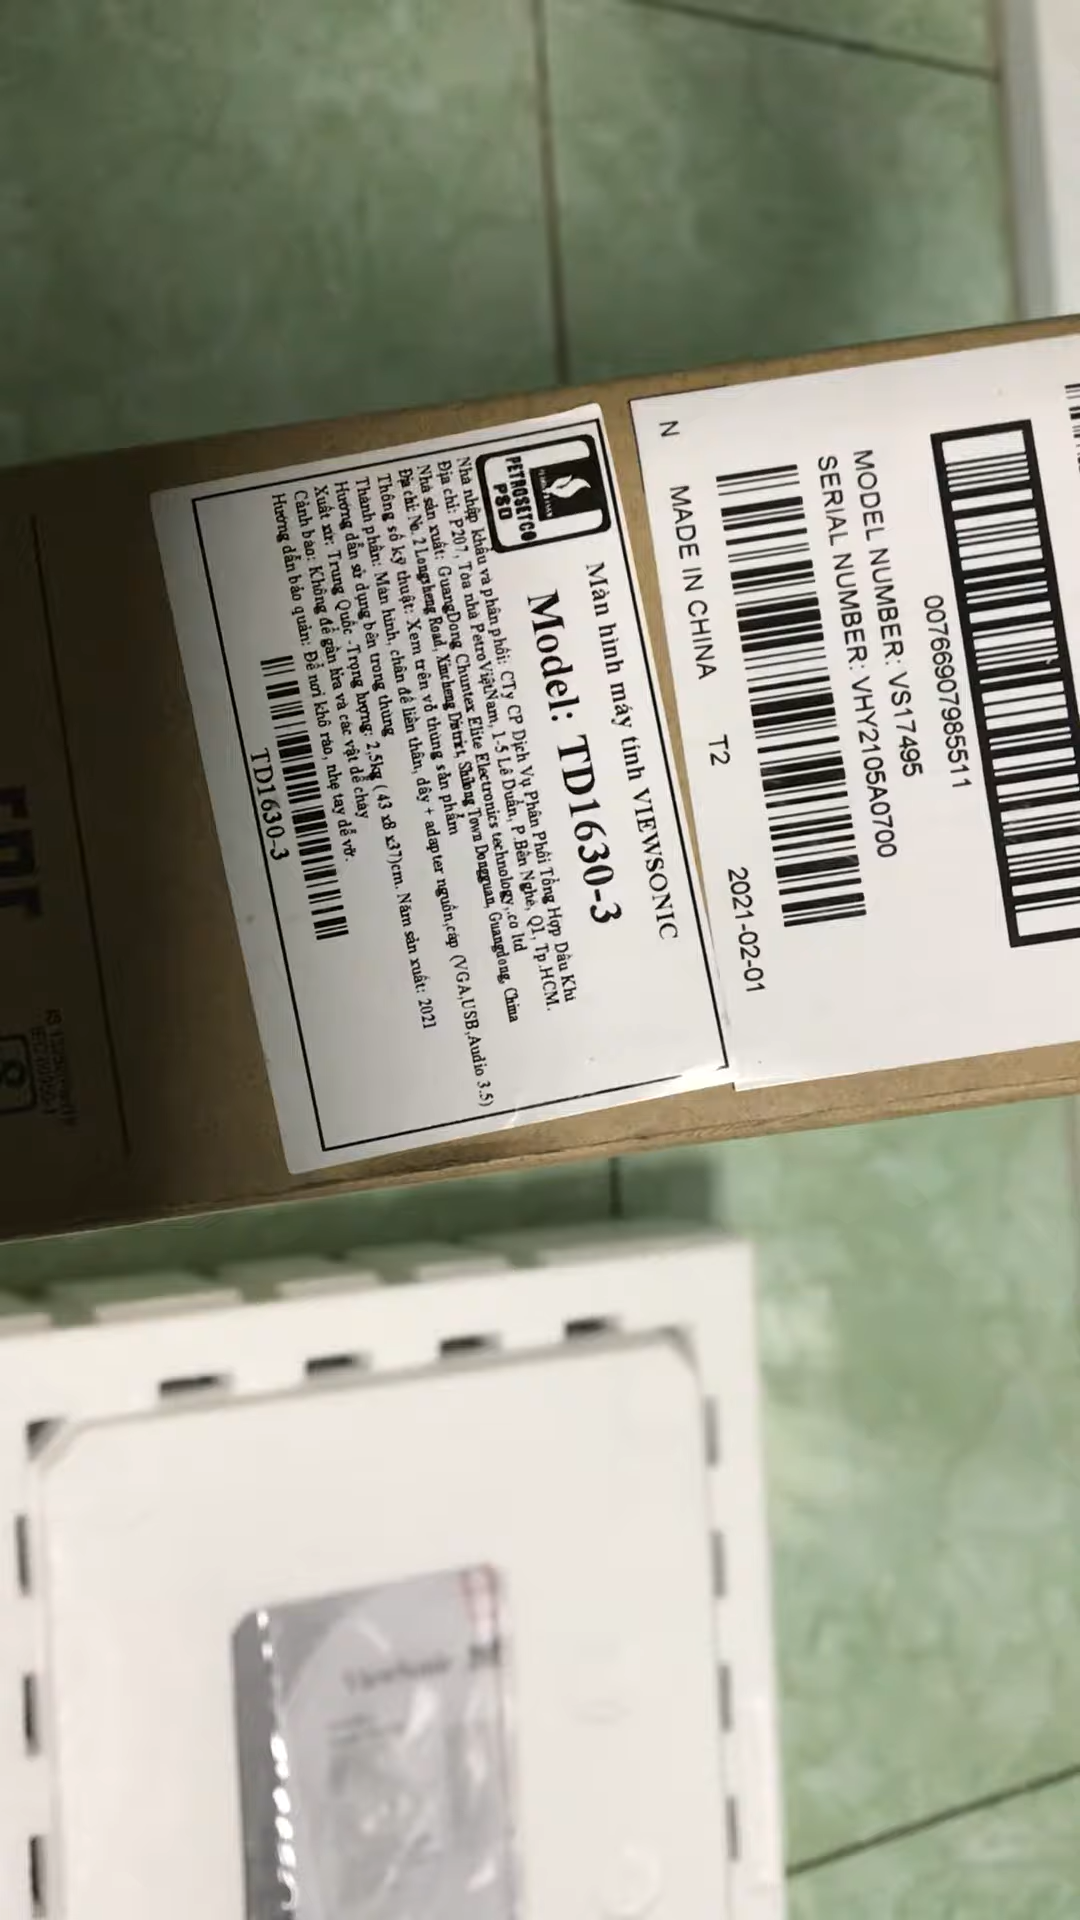 00766907985511
MODEL NUMBER: VS17495
SERIAL NUMBER: VHY2105A0700
N MADE IN CHINA T2 2021-02-01
PETROSETCO
PSD
Màn hình máy tính VIEWSONIC
Model: TD1630-3
Nhà nhập khẩu và phân phối: CTy CP Dịch Vụ Phân Phối Tổng Hợp Dầu Khí
Địa chỉ: P207, Tòa nhà PetroViệtNam, 1-5 Lê Duẩn, P.Bến Nghé, Q1, Tp.HCM.
Nhà sản xuất: GuangDong Chuntex Elite Electronics technology.,co ltd
Địa chỉ: No. 2 Longsheng Road, Xincheng District, Shilong Town Dongguan, Guangdong, China
Thông số kỹ thuật: Xem trên vỏ thùng sản phẩm
Thành phần: Màn hình, chân đế liền thân, dây + adapter nguồn,cáp (VGA,USB,Audio 3.5)
Hướng dẫn sử dụng bên trong thùng
Xuất xứ: Trung Quốc -Trọng lượng: 2,5kg ( 43 x8 x37)cm. Năm sản xuất: 2021
Cảnh báo: Không để gần lửa và các vật dễ cháy
Hướng dẫn bảo quản: Để nơi khô ráo, nhẹ tay dễ vỡ.
TD1630-3
ViewSonic